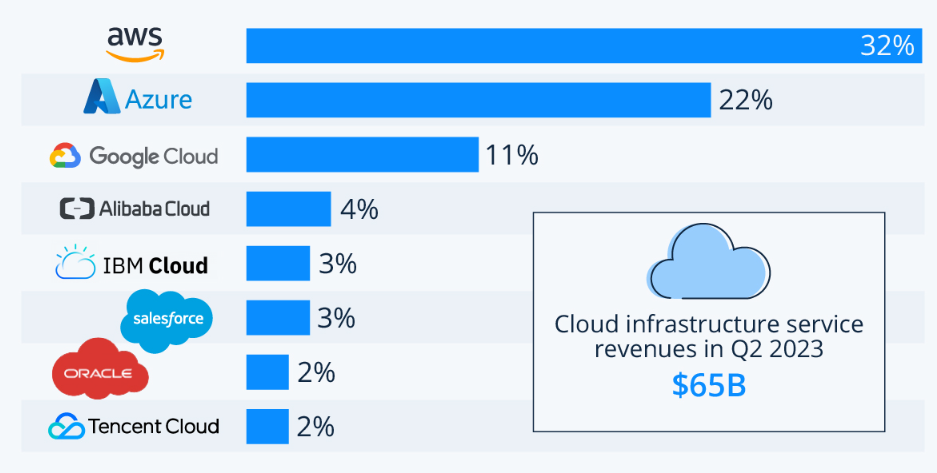 aws
32%
Azure
22%
Google Cloud
11%
Alibaba Cloud
4%
IBM Cloud
3%
salesforce
3%
ORACLE
2%
Tencent Cloud
2%
Cloud infrastructure service
revenues in Q2 2023
$65B